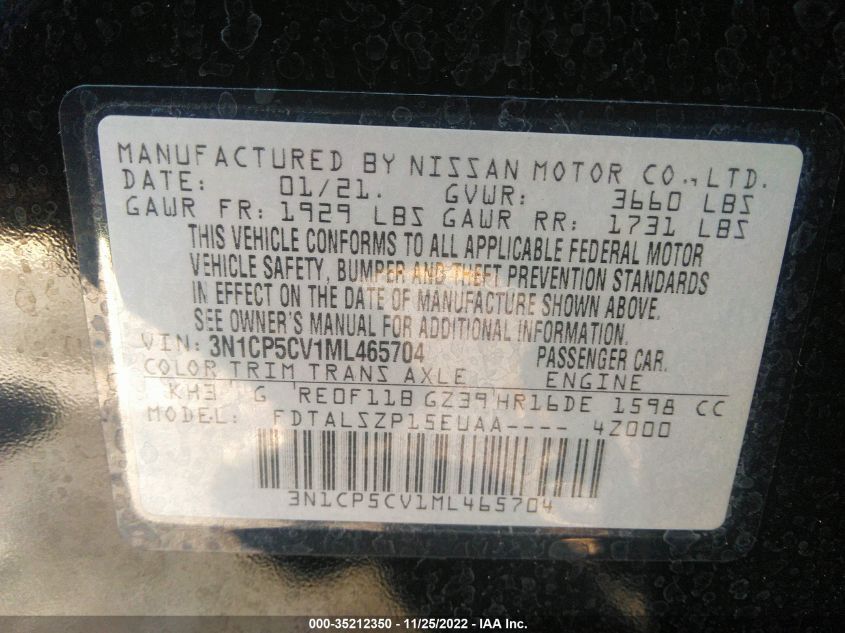 MANUFACTURED BY NISSAN MOTOR CO.,LTD.
DATE: 01/21. GVWR: 3660 LBS
GAWR FR: 1929 LBS GAWR RR: 1731 LBS
THIS VEHICLE CONFORMS TO ALL APPLICABLE FEDERAL MOTOR
VEHICLE SAFETY, BUMPER AND THEFT PREVENTION STANDARDS
IN EFFECT ON THE DATE OF MANUFACTURE SHOWN ABOVE.
SEE OWNER'S MANUAL FOR ADDITIONAL INFORMATION.
VIN: 3N1CP5CV1ML465704 PASSENGER CAR.
COLOR TRIM TRANS AXLE ENGINE
KH3 G RE0F11B GZ39 HR16DE 1598 CC
MODEL: FDTALSZP15EUAA---- 4Z000
3N1CP5CV1ML465704
000-35212350 - 11/25/2022 - IAA Inc.